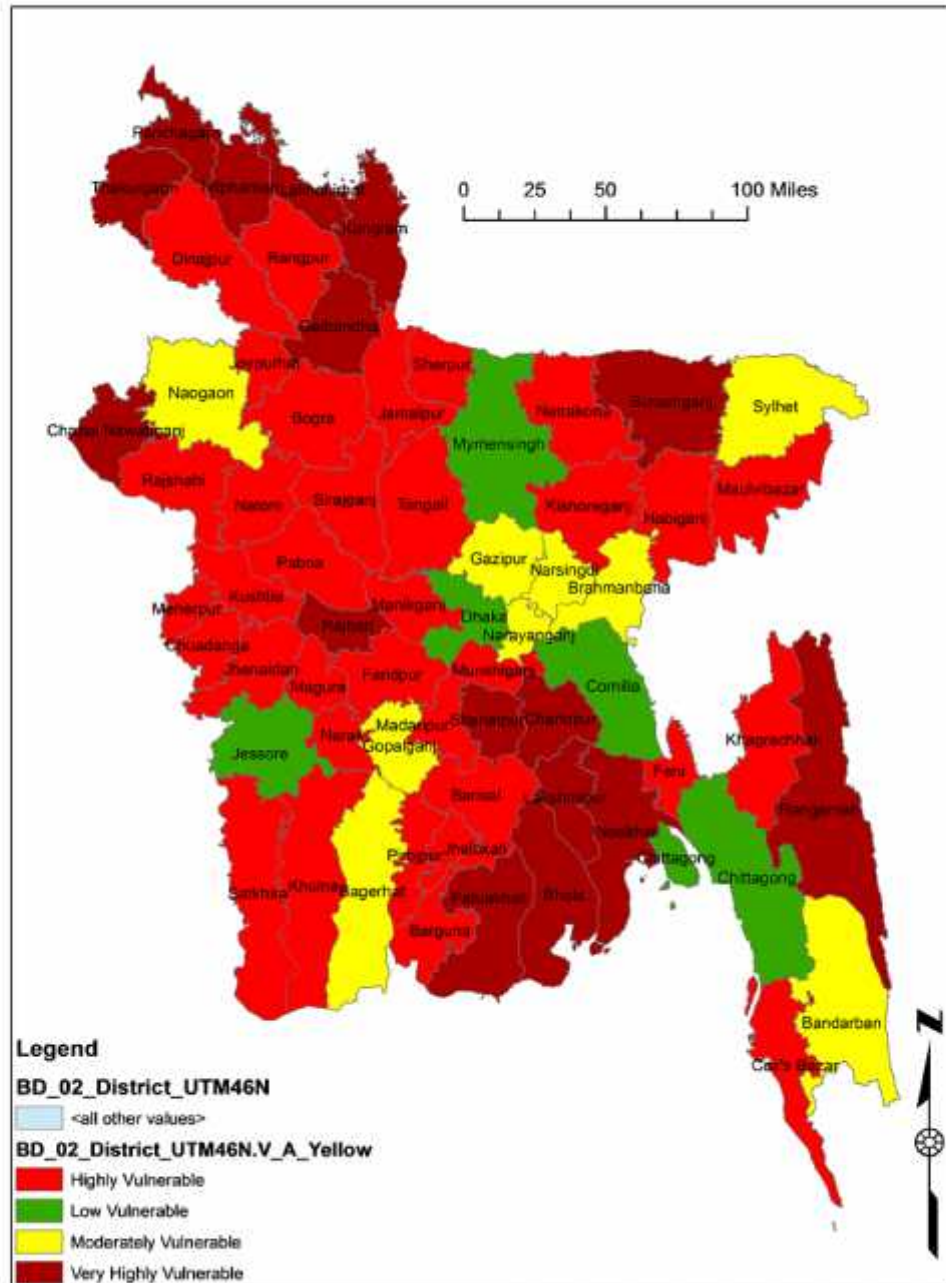 Panchagarh
Thakurgaon
Nilphamari
Lalmonirhat
Kurigram
0 25 50 100 Miles
Dinajpur
Rangpur
Gaibandha
Joypurhat
Sherpur
Naogaon
Bogra
Jamalpur
Netrakona
Sunamganj
Sylhet
Chapai Nawabganj
Mymensingh
Rajshahi
Natore
Sirajganj
Tangail
Kishoreganj
Habiganj
Maulvibazar
Pabna
Gazipur
Narsingdi
Brahmanbaria
Kushtia
Meherpur
Manikganj
Dhaka
Rajbari
Narayanganj
Chuadanga
Jhenaidah
Magura
Faridpur
Munshiganj
Comilla
Jessore
Narail
Madaripur
Gopalganj
Shariatpur
Chandpur
Khagrachhari
Feni
Rangamati
Barisal
Lakshmipur
Noakhali
Satkhira
Khulna
Bagerhat
Pirojpur
Jhalokati
Patuakhali
Bhola
Chittagong
Chittagong
Barguna
Bandarban
Cox's Bazar
N
Legend
BD_02_District_UTM46N
<all other values>
BD_02_District_UTM46N.V_A_Yellow
Highly Vulnerable
Low Vulnerable
Moderately Vulnerable
Very Highly Vulnerable